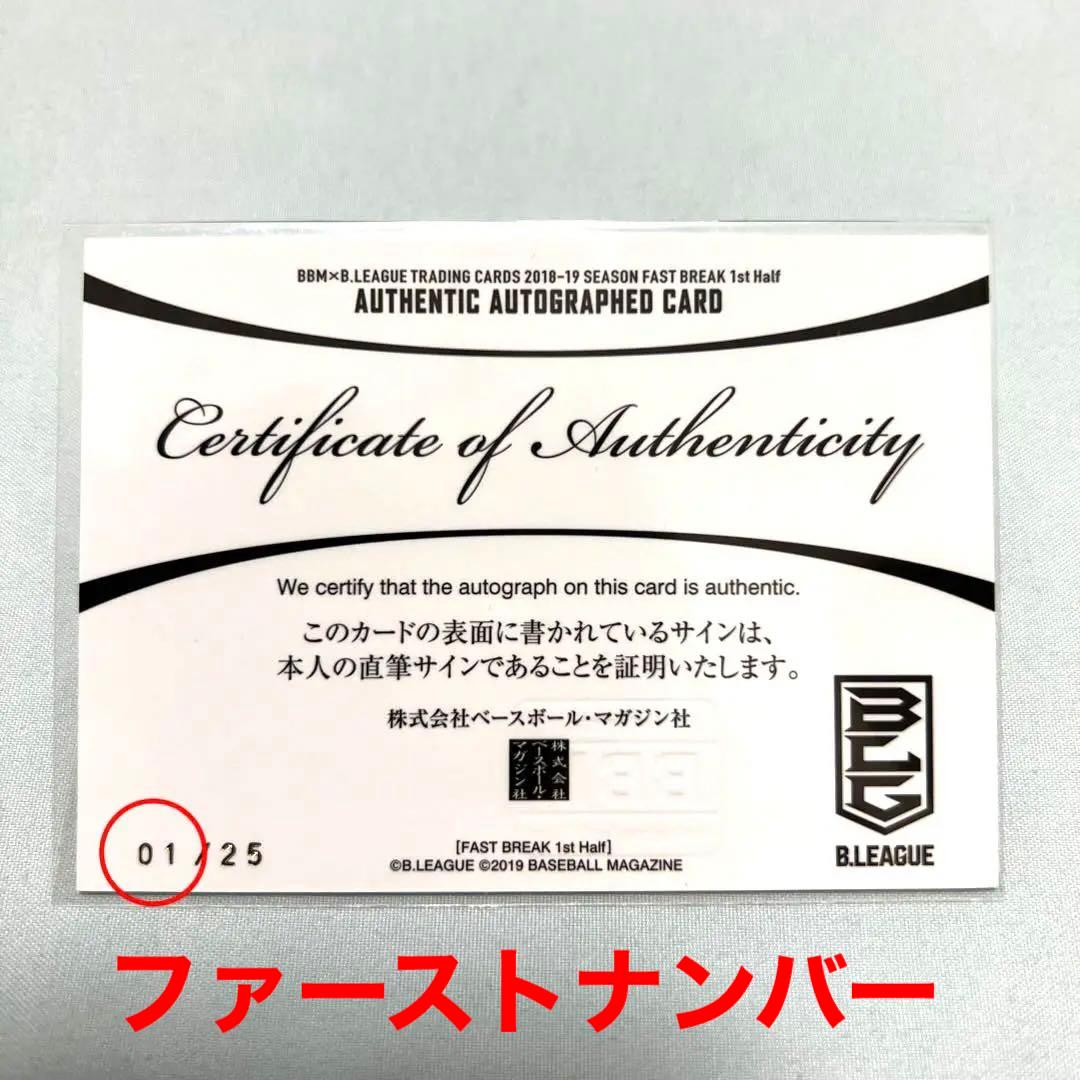 BBM×B.LEAGUE TRADING CARDS 2018-19 SEASON FAST BREAK 1st Half
AUTHENTIC AUTOGRAPHED CARD
Certificate of Authenticity
We certify that the autograph on this card is authentic.
このカードの表面に書かれているサインは、
本人の直筆サインであることを証明いたします。
株式会社ベースボール・マガジン社
株式会社
ベースボール・
マガジン社
BLG
B.LEAGUE
01/25
[FAST BREAK 1st Half]
©B.LEAGUE ©2019 BASEBALL MAGAZINE
ファーストナンバー